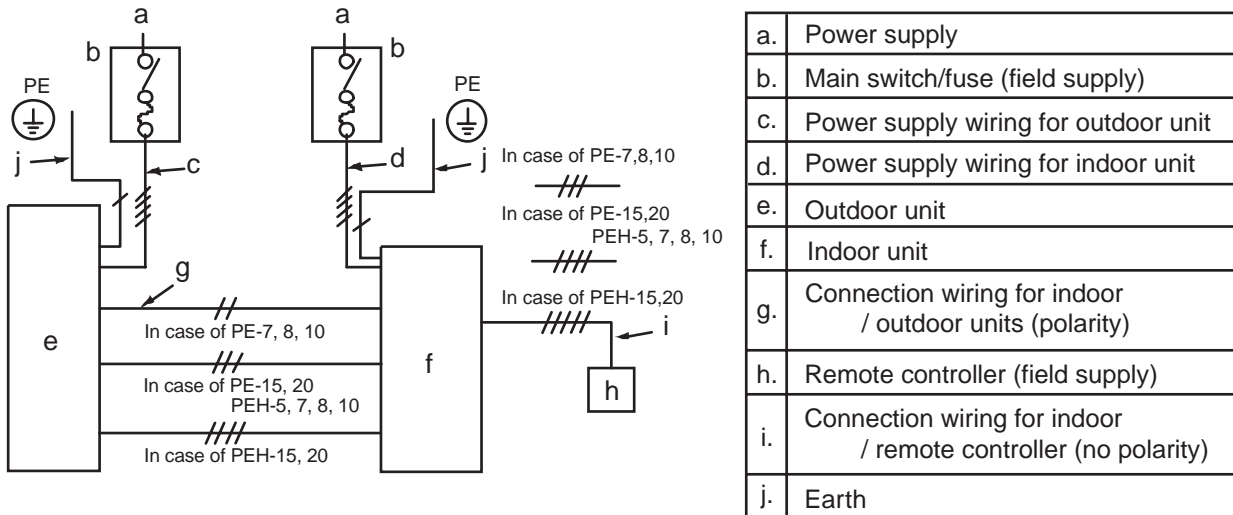 a
a
b
b
PE
PE
j
c
d
j
In case of PE-7,8,10
In case of PE-15,20
PEH-5, 7, 8, 10
In case of PEH-15,20
g
In case of PE-7, 8, 10
e
f
i
h
In case of PE-15, 20
PEH-5, 7, 8, 10
In case of PEH-15, 20
a. Power supply
b. Main switch/fuse (field supply)
c. Power supply wiring for outdoor unit
d. Power supply wiring for indoor unit
e. Outdoor unit
f. Indoor unit
g. Connection wiring for indoor
/ outdoor units (polarity)
h. Remote controller (field supply)
i. Connection wiring for indoor
/ remote controller (no polarity)
j. Earth